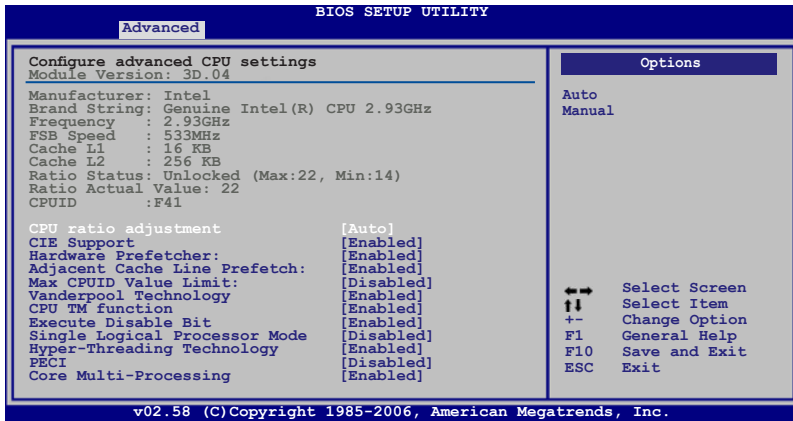 BIOS SETUP UTILITY
Advanced
Configure advanced CPU settings
Module Version: 3D.04
Manufacturer: Intel
Brand String: Genuine Intel(R) CPU 2.93GHz
Frequency : 2.93GHz
FSB Speed : 533MHz
Cache L1 : 16 KB
Cache L2 : 256 KB
Ratio Status: Unlocked (Max:22, Min:14)
Ratio Actual Value: 22
CPUID :F41
CPU ratio adjustment [Auto]
CIE Support [Enabled]
Hardware Prefetcher: [Enabled]
Adjacent Cache Line Prefetch: [Enabled]
Max CPUID Value Limit: [Disabled]
Vanderpool Technology [Enabled]
CPU TM function [Enabled]
Execute Disable Bit [Enabled]
Single Logical Processor Mode [Disabled]
Hyper-Threading Technology [Enabled]
PECI [Disabled]
Core Multi-Processing [Enabled]
Options
Auto
Manual
←→ Select Screen
↑↓ Select Item
+- Change Option
F1 General Help
F10 Save and Exit
ESC Exit
v02.58 (C)Copyright 1985-2006, American Megatrends, Inc.